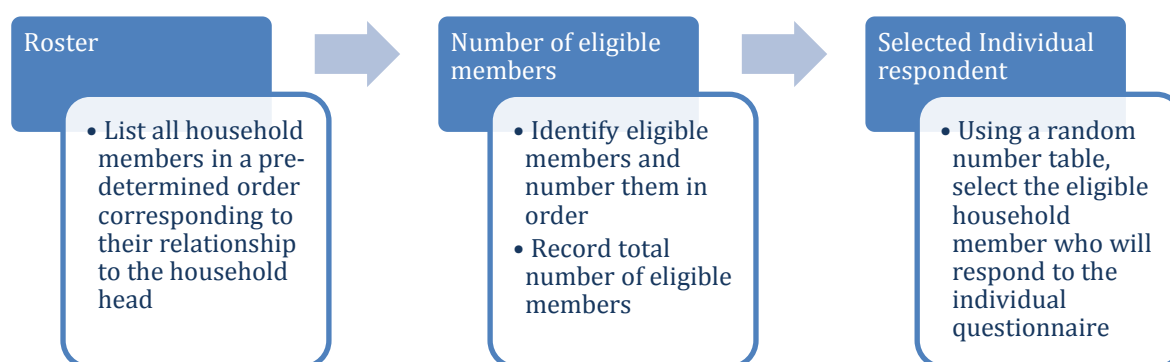 Roster
• List all household
members in a pre-
determined order
corresponding to
their relationship
to the household
head
Number of eligible
members
• Identify eligible
members and
number them in
order
• Record total
number of eligible
members
Selected Individual
respondent
• Using a random
number table,
select the eligible
household
member who will
respond to the
individual
questionnaire